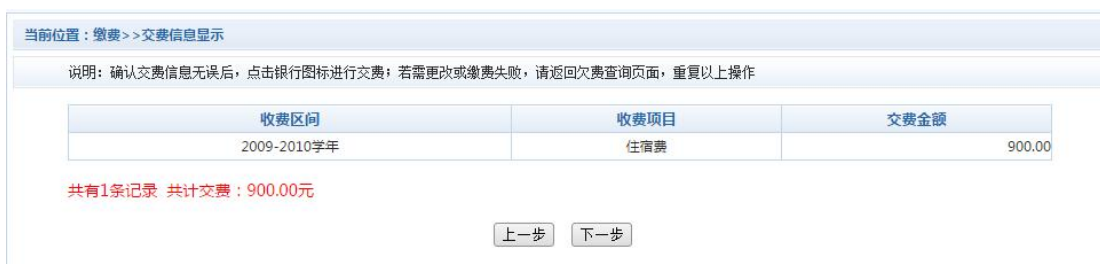 当前位置：缴费>>交费信息显示
说明：确认交费信息无误后，点击银行图标进行交费；若需更改或缴费失败，请返回欠费查询页面，重复以上操作
收费区间 收费项目 交费金额
2009-2010学年 住宿费 900.00
共有1条记录 共计交费：900.00元
上一步 下一步